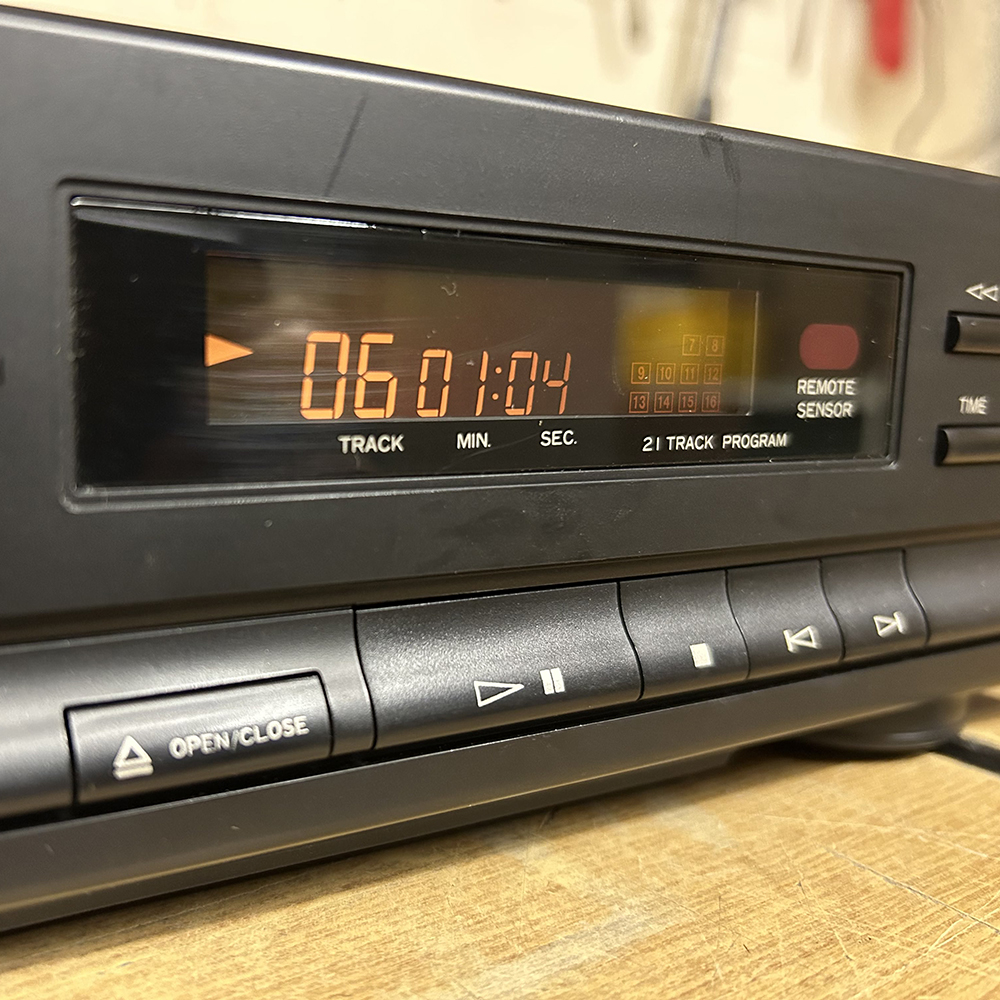 06 01:04
7 8
9 10 11 12
13 14 15 16
TRACK MIN. SEC. 21 TRACK PROGRAM
REMOTE
SENSOR
TIME
OPEN/CLOSE